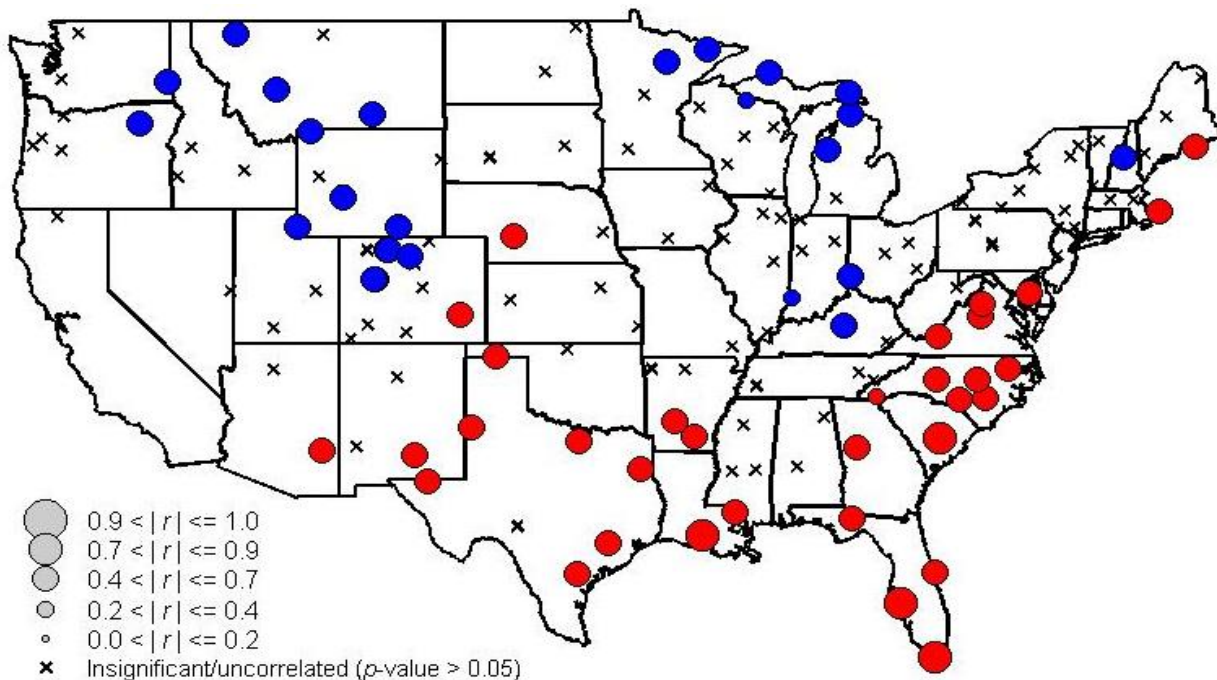 0.9 < | r | <= 1.0
0.7 < | r | <= 0.9
0.4 < | r | <= 0.7
0.2 < | r | <= 0.4
0.0 < | r | <= 0.2
Insignificant/uncorrelated (p-value > 0.05)